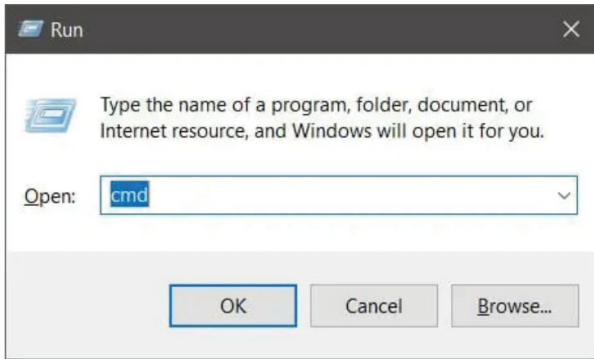 Run
Type the name of a program, folder, document, or
Internet resource, and Windows will open it for you.
Open: cmd
OK Cancel Browse...